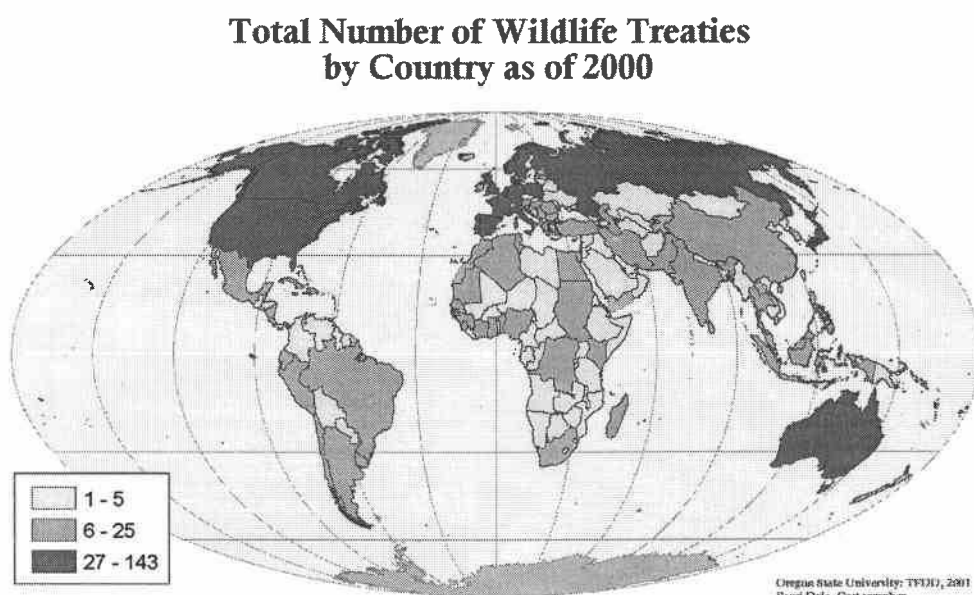 Total Number of Wildlife Treaties
by Country as of 2000
1 - 5
6 - 25
27 - 143
Oregon State University: TFDD, 2001